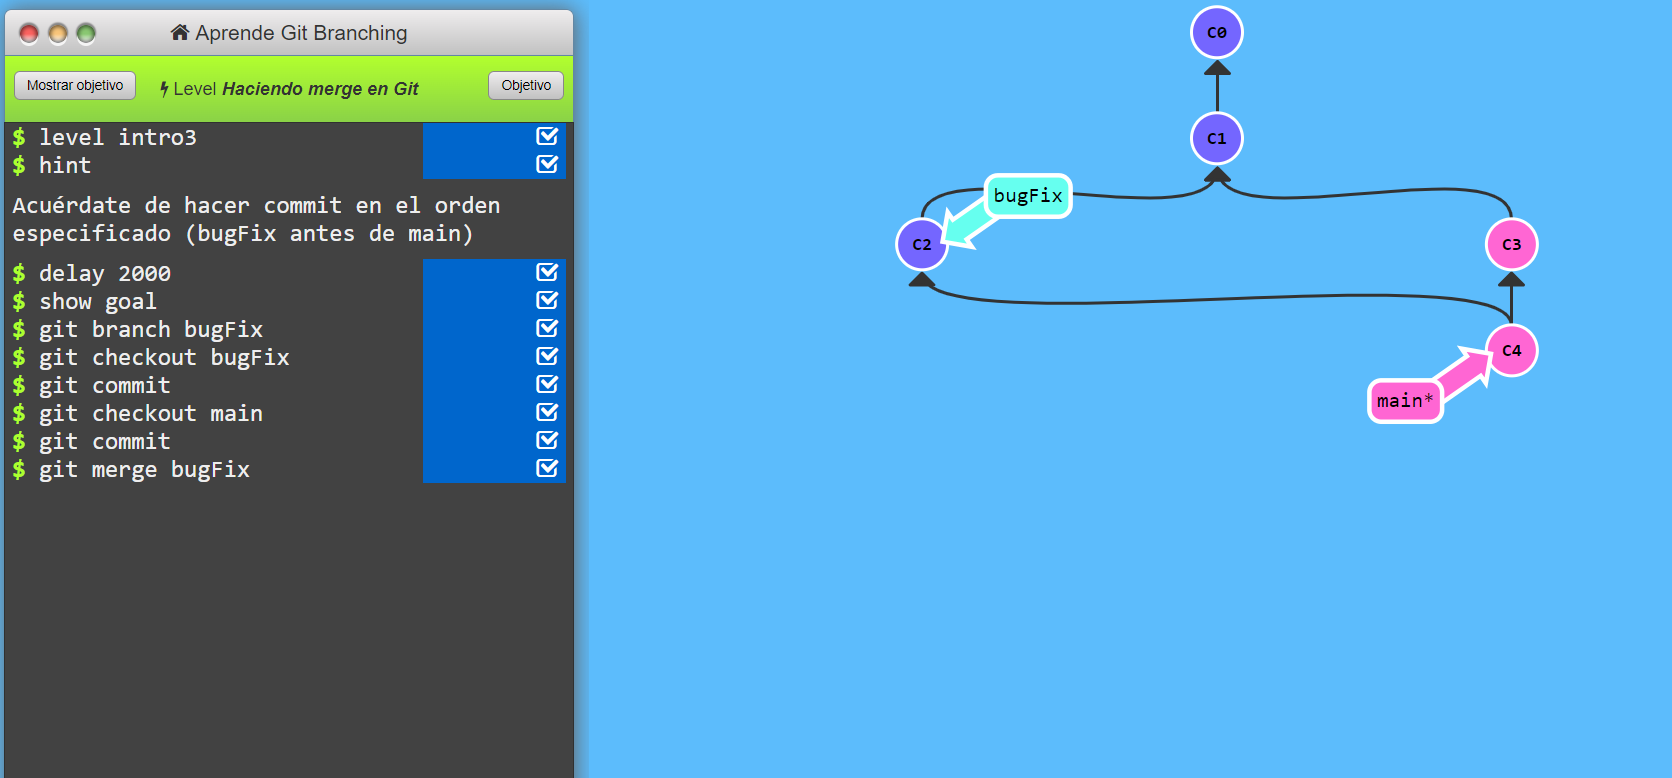 Aprende Git Branching
Mostrar objetivo
Level Haciendo merge en Git
Objetivo
$ level intro3
$ hint
Acuérdate de hacer commit en el orden
especificado (bugFix antes de main)
$ delay 2000
$ show goal
$ git branch bugFix
$ git checkout bugFix
$ git commit
$ git checkout main
$ git commit
$ git merge bugFix
C0
C1
bugFix
C2
C3
C4
main*